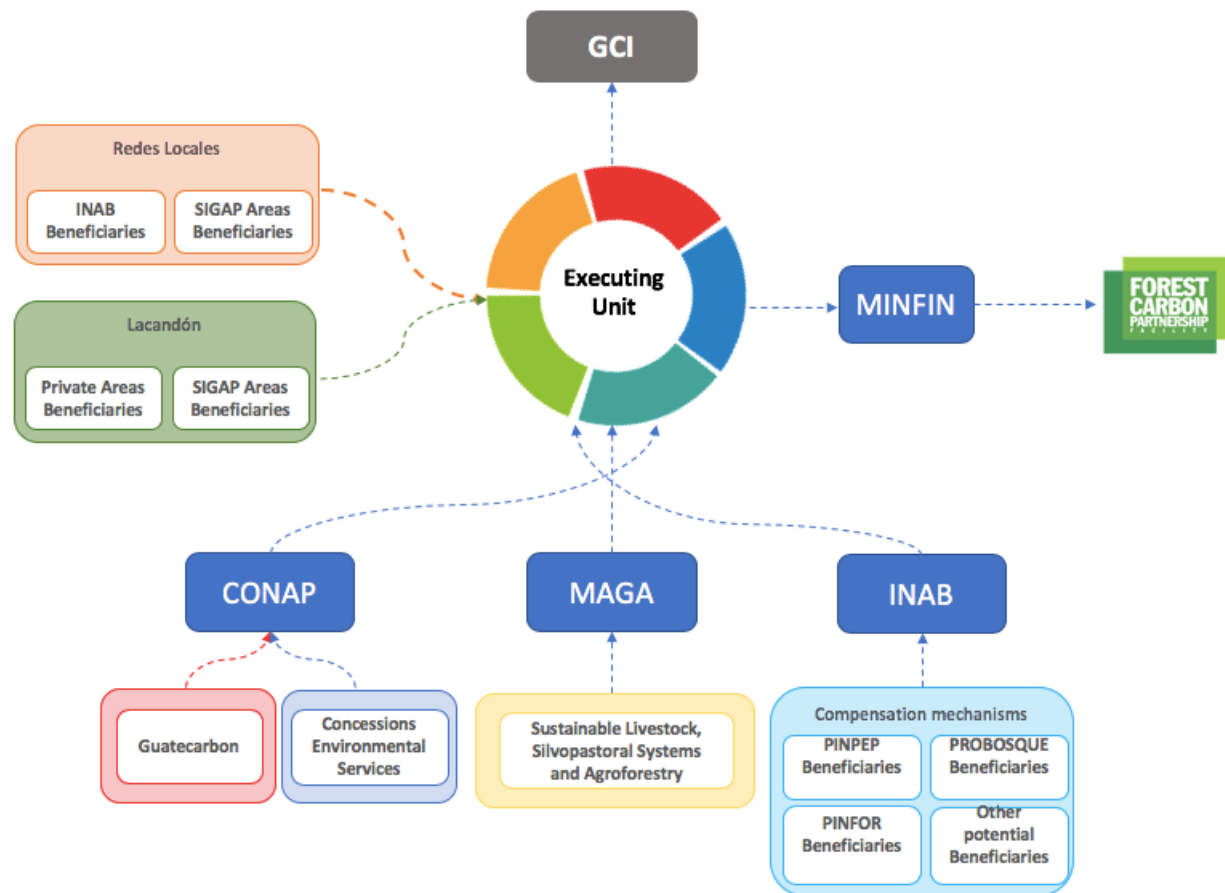 GCI
Redes Locales
INAB
Beneficiaries
SIGAP Areas
Beneficiaries
Lacandón
Private Areas
Beneficiaries
SIGAP Areas
Beneficiaries
Executing
Unit
MINFIN
FOREST
CARBON
PARTNERSHIP
FACILITY
CONAP
MAGA
INAB
Guatecarbon
Concessions
Environmental
Services
Sustainable Livestock,
Silvopastoral Systems
and Agroforestry
Compensation mechanisms
PINPEP
Beneficiaries
PROBOSQUE
Beneficiaries
PINFOR
Beneficiaries
Other
potential
Beneficiaries